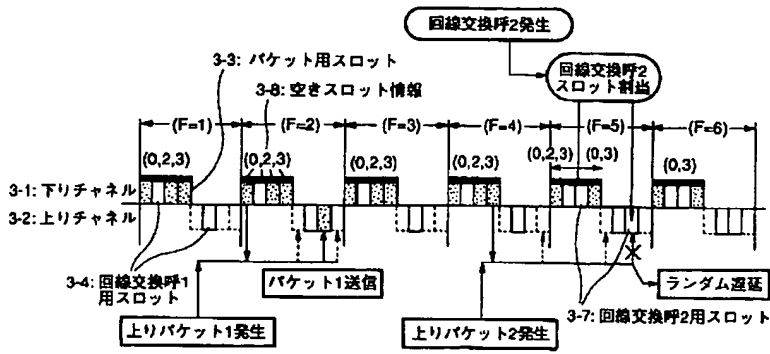 回線交換呼2発生
3-3: パケット用スロット
回線交換呼2
スロット割当
3-8: 空きスロット情報
(F=1)
(F=2)
(F=3)
(F=4)
(F=5)
(F=6)
(0,2,3)
(0,2,3)
(0,2,3)
(0,2,3)
(0,2,3)
(0,3)
(0,3)
3-1: 下りチャネル
3-2: 上りチャネル
3-4: 回線交換呼1
用スロット
パケット1送信
ランダム遅延
上りパケット1発生
上りパケット2発生
3-7: 回線交換呼2用スロット